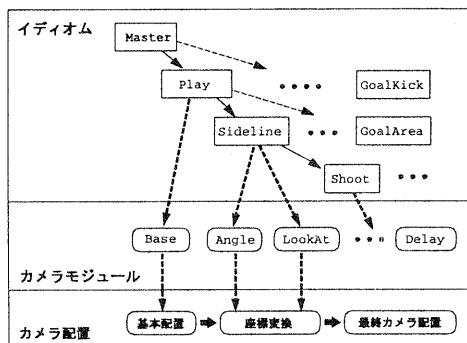 イディオム
Master
Play
GoalKick
Sideline
GoalArea
Shoot
Base
Angle
LookAt
Delay
カメラモジュール
カメラ配置
基本配置
座標変換
最終カメラ配置